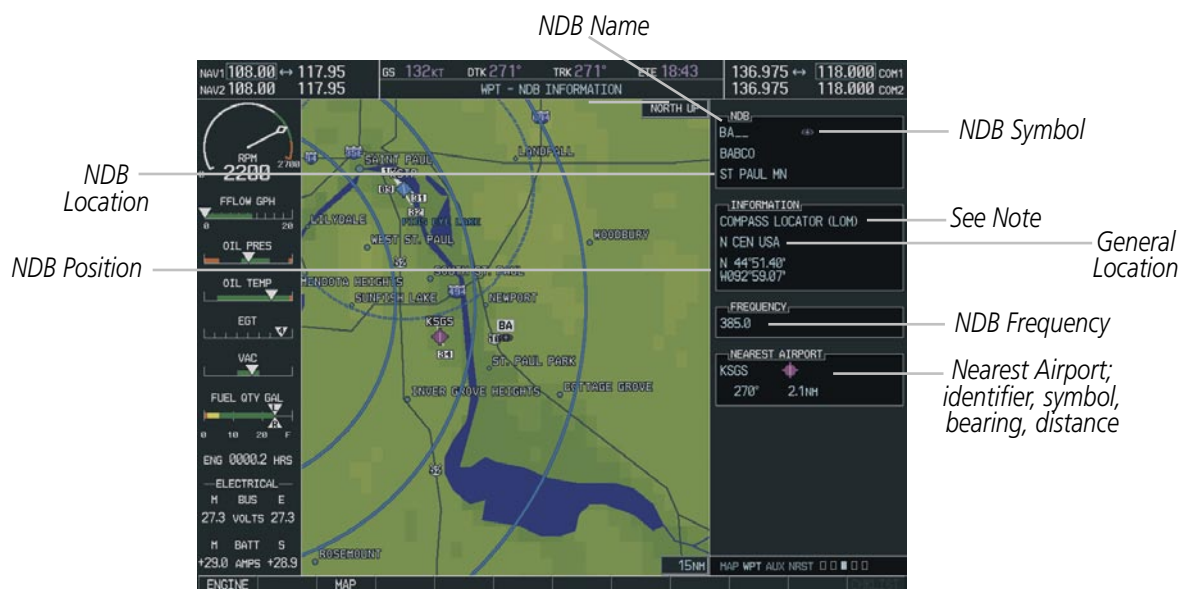 NDB Name
NAV1 108.00 ↔ 117.95
NAV2 108.00 117.95
GS 132KT DTK 271° TRK 271° ETE 18:43
WPT - NDB INFORMATION
136.975 ↔ 118.000 COM1
136.975 118.000 COM2
NORTH UP
RPM
2200
2700
FFLOW GPH
0 20
OIL PRES
OIL TEMP
EGT
VAC
FUEL QTY GAL
L
R
0 10 20 F
ENG 0000.2 HRS
ELECTRICAL
M BUS E
27.3 VOLTS 27.3
M BATT S
+29.0 AMPS +28.9
ENGINE MAP
LANDFALL
SAINT PAUL
LILYDALE
WEST ST. PAUL
WOODBURY
SOUTH ST. PAUL
MENDOTA HEIGHTS
SUNFISH LAKE
NEWPORT
KSGS
BA
ST. PAUL PARK
INVER GROVE HEIGHTS
COTTAGE GROVE
ROSEMOUNT
15NM
NDB
BA__
BABCO
ST PAUL MN
INFORMATION
COMPASS LOCATOR (LOM)
N CEN USA
N 44°51.40'
W092°59.07'
FREQUENCY
385.0
NEAREST AIRPORT
KSGS
270° 2.1NM
MAP WPT AUX NRST
NDB
Location
NDB Position
NDB Symbol
See Note
General
Location
NDB Frequency
Nearest Airport;
identifier, symbol,
bearing, distance